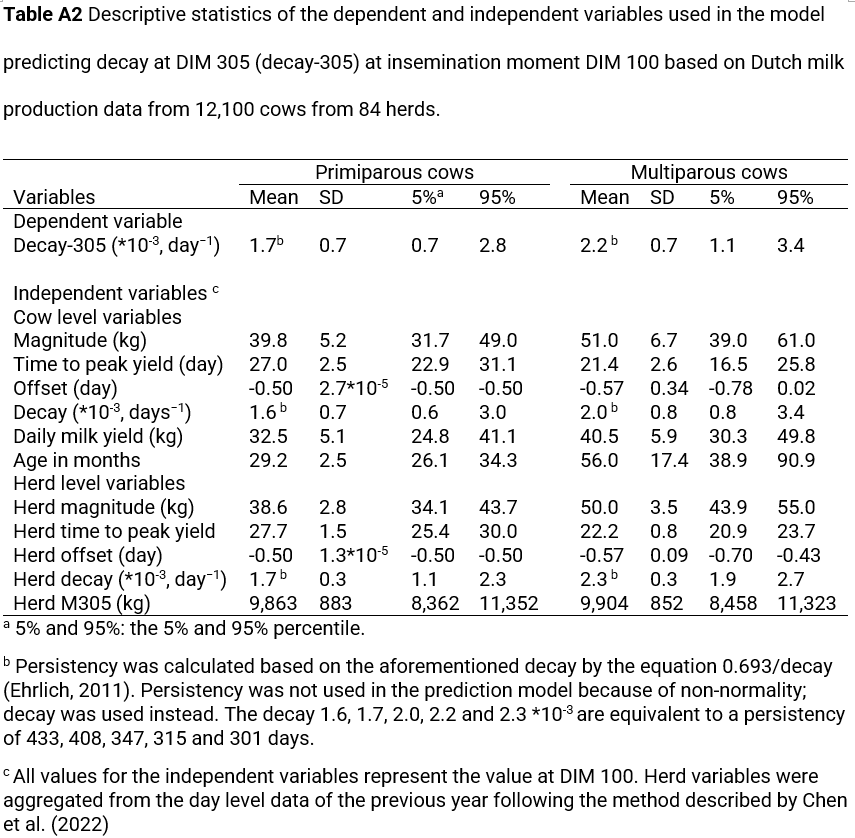 Table A2 Descriptive statistics of the dependent and independent variables used in the model
predicting decay at DIM 305 (decay-305) at insemination moment DIM 100 based on Dutch milk
production data from 12,100 cows from 84 herds.
Primiparous cows Multiparous cows
Variables Mean SD 5%ᵃ 95% Mean SD 5% 95%
Dependent variable
Decay-305 (*10⁻³, day⁻¹) 1.7ᵇ 0.7 0.7 2.8 2.2 ᵇ 0.7 1.1 3.4
Independent variables ᶜ
Cow level variables
Magnitude (kg) 39.8 5.2 31.7 49.0 51.0 6.7 39.0 61.0
Time to peak yield (day) 27.0 2.5 22.9 31.1 21.4 2.6 16.5 25.8
Offset (day) -0.50 2.7*10⁻⁵ -0.50 -0.50 -0.57 0.34 -0.78 0.02
Decay (*10⁻³, days⁻¹) 1.6 ᵇ 0.7 0.6 3.0 2.0 ᵇ 0.8 0.8 3.4
Daily milk yield (kg) 32.5 5.1 24.8 41.1 40.5 5.9 30.3 49.8
Age in months 29.2 2.5 26.1 34.3 56.0 17.4 38.9 90.9
Herd level variables
Herd magnitude (kg) 38.6 2.8 34.1 43.7 50.0 3.5 43.9 55.0
Herd time to peak yield 27.7 1.5 25.4 30.0 22.2 0.8 20.9 23.7
Herd offset (day) -0.50 1.3*10⁻⁵ -0.50 -0.50 -0.57 0.09 -0.70 -0.43
Herd decay (*10⁻³, day⁻¹) 1.7 ᵇ 0.3 1.1 2.3 2.3 ᵇ 0.3 1.9 2.7
Herd M305 (kg) 9,863 883 8,362 11,352 9,904 852 8,458 11,323
ᵃ 5% and 95%: the 5% and 95% percentile.
ᵇ Persistency was calculated based on the aforementioned decay by the equation 0.693/decay
(Ehrlich, 2011). Persistency was not used in the prediction model because of non-normality;
decay was used instead. The decay 1.6, 1.7, 2.0, 2.2 and 2.3 *10⁻³ are equivalent to a persistency
of 433, 408, 347, 315 and 301 days.
ᶜ All values for the independent variables represent the value at DIM 100. Herd variables were
aggregated from the day level data of the previous year following the method described by Chen
et al. (2022)